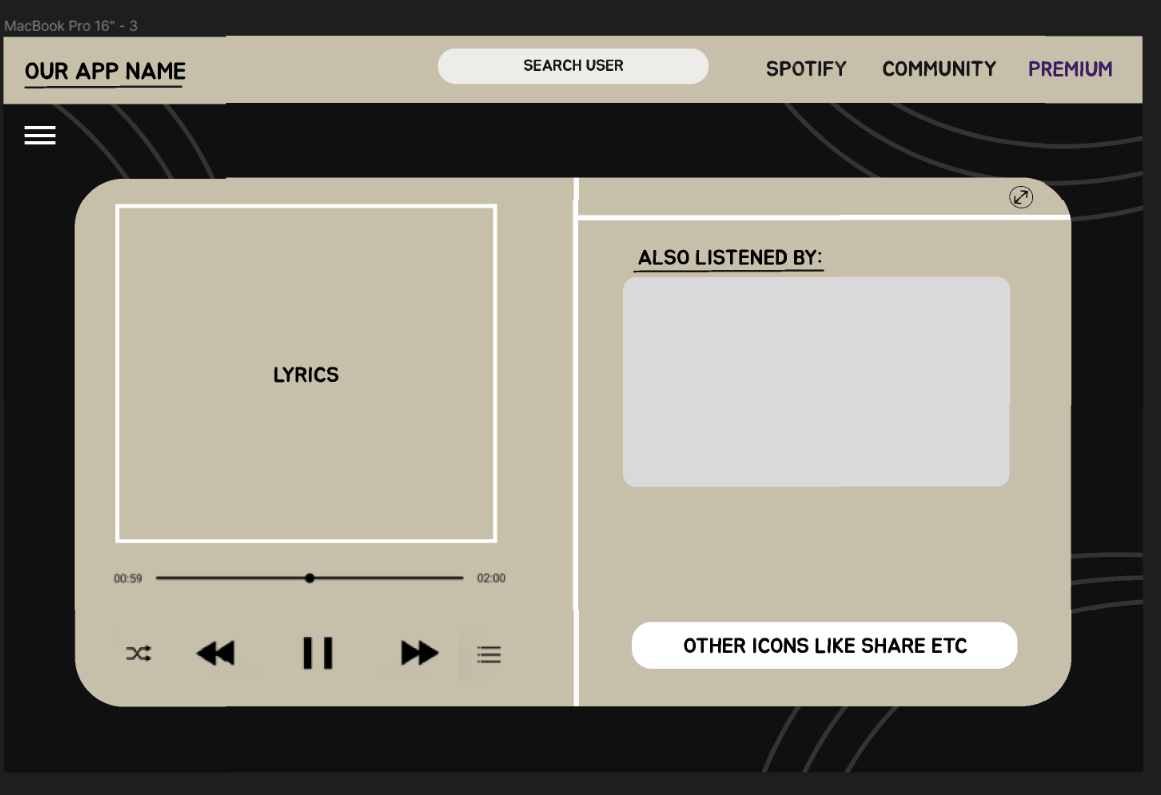 MacBook Pro 16" - 3
OUR APP NAME
SEARCH USER
SPOTIFY
COMMUNITY
PREMIUM
LYRICS
00:59
02:00
ALSO LISTENED BY:
OTHER ICONS LIKE SHARE ETC